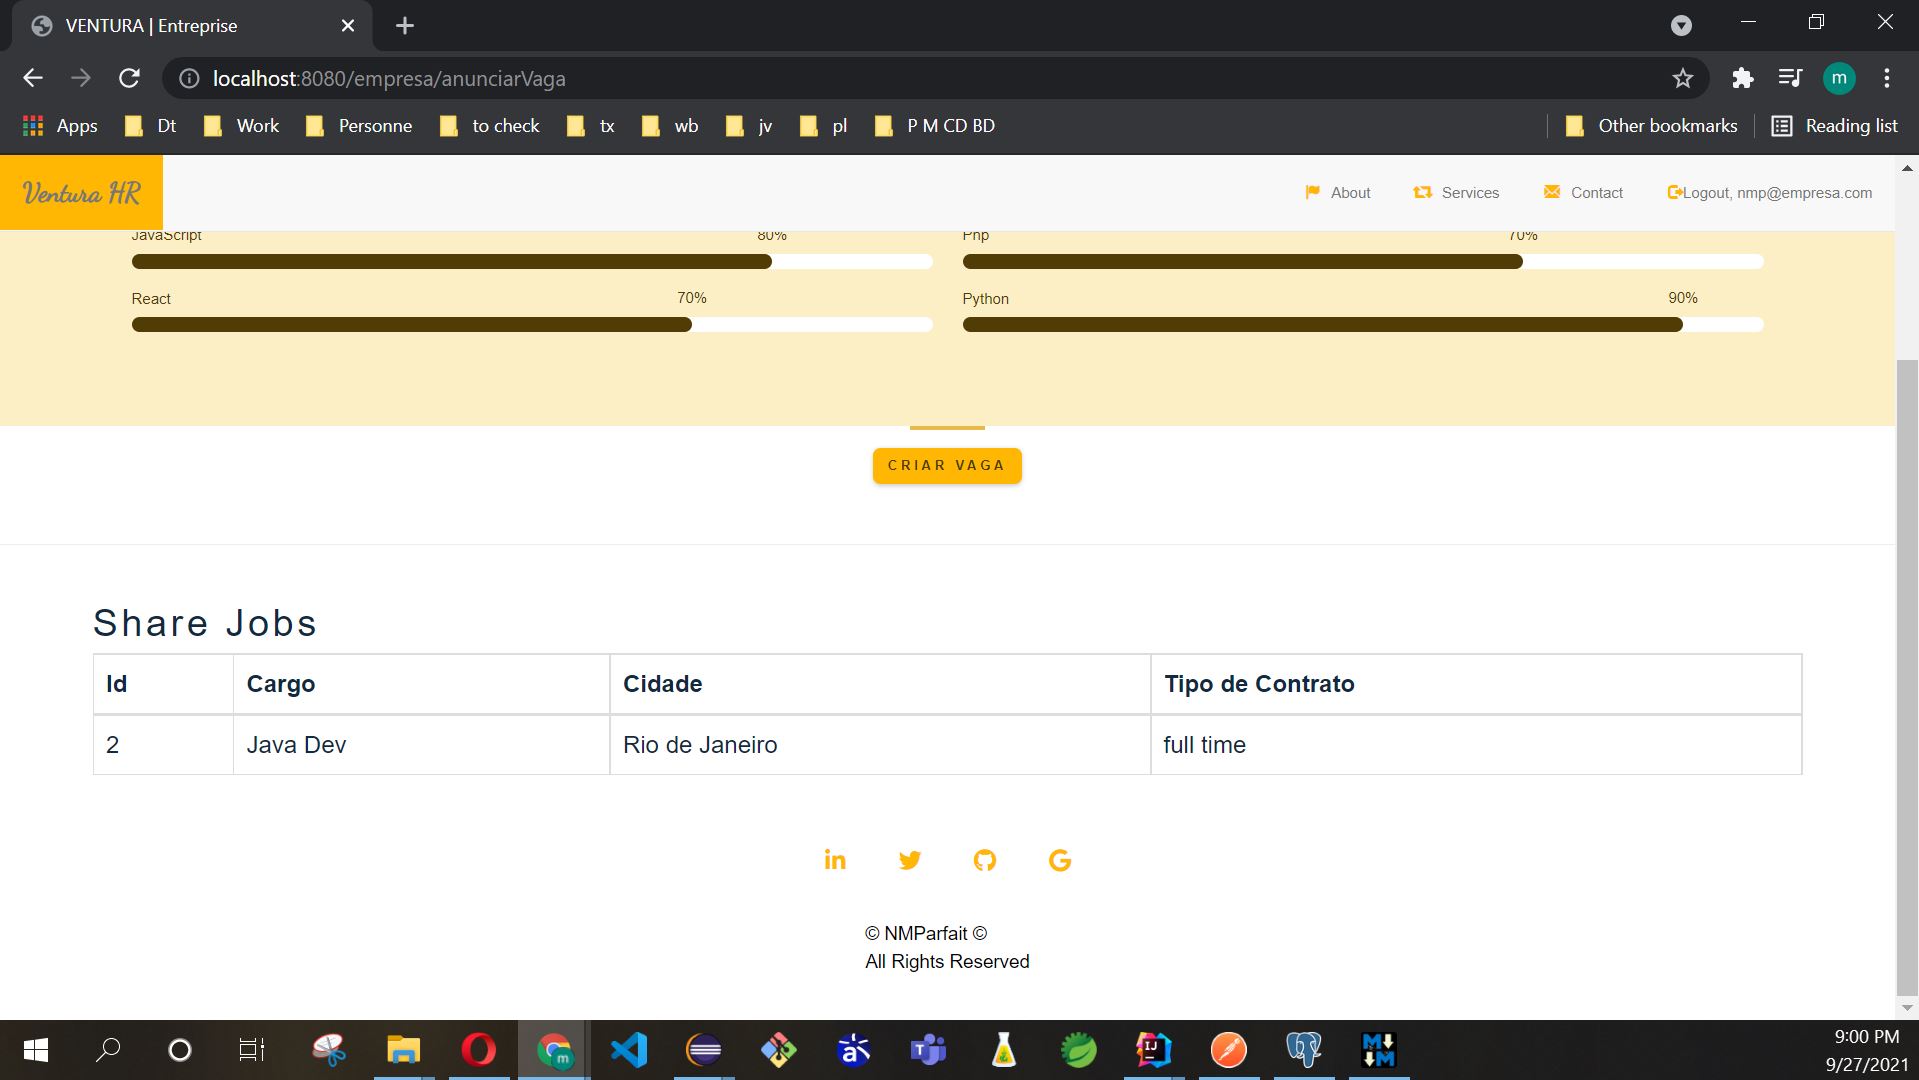 VENTURA | Entreprise
localhost:8080/empresa/anunciarVaga
m
Apps Dt Work Personne to check tx wb jv pl P M CD BD Other bookmarks Reading list
Ventura HR About Services Contact Logout, nmp@empresa.com
JavaScript 80% Php 70%
React 70% Python 90%
CRIAR VAGA
Share Jobs
Id Cargo Cidade Tipo de Contrato
2 Java Dev Rio de Janeiro full time
© NMParfait ©
All Rights Reserved
9:00 PM
9/27/2021